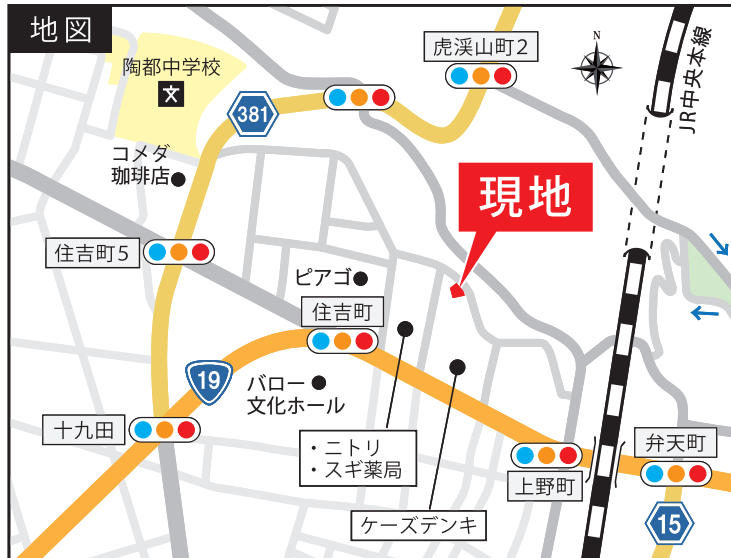 地図
虎渓山町2
N
JR中央本線
陶都中学校
文
381
コメダ
珈琲店
現地
住吉町5
ピアゴ
住吉町
19
バロー
文化ホール
十九田
・ニトリ
・スギ薬局
上野町
弁天町
ケーズデンキ
15